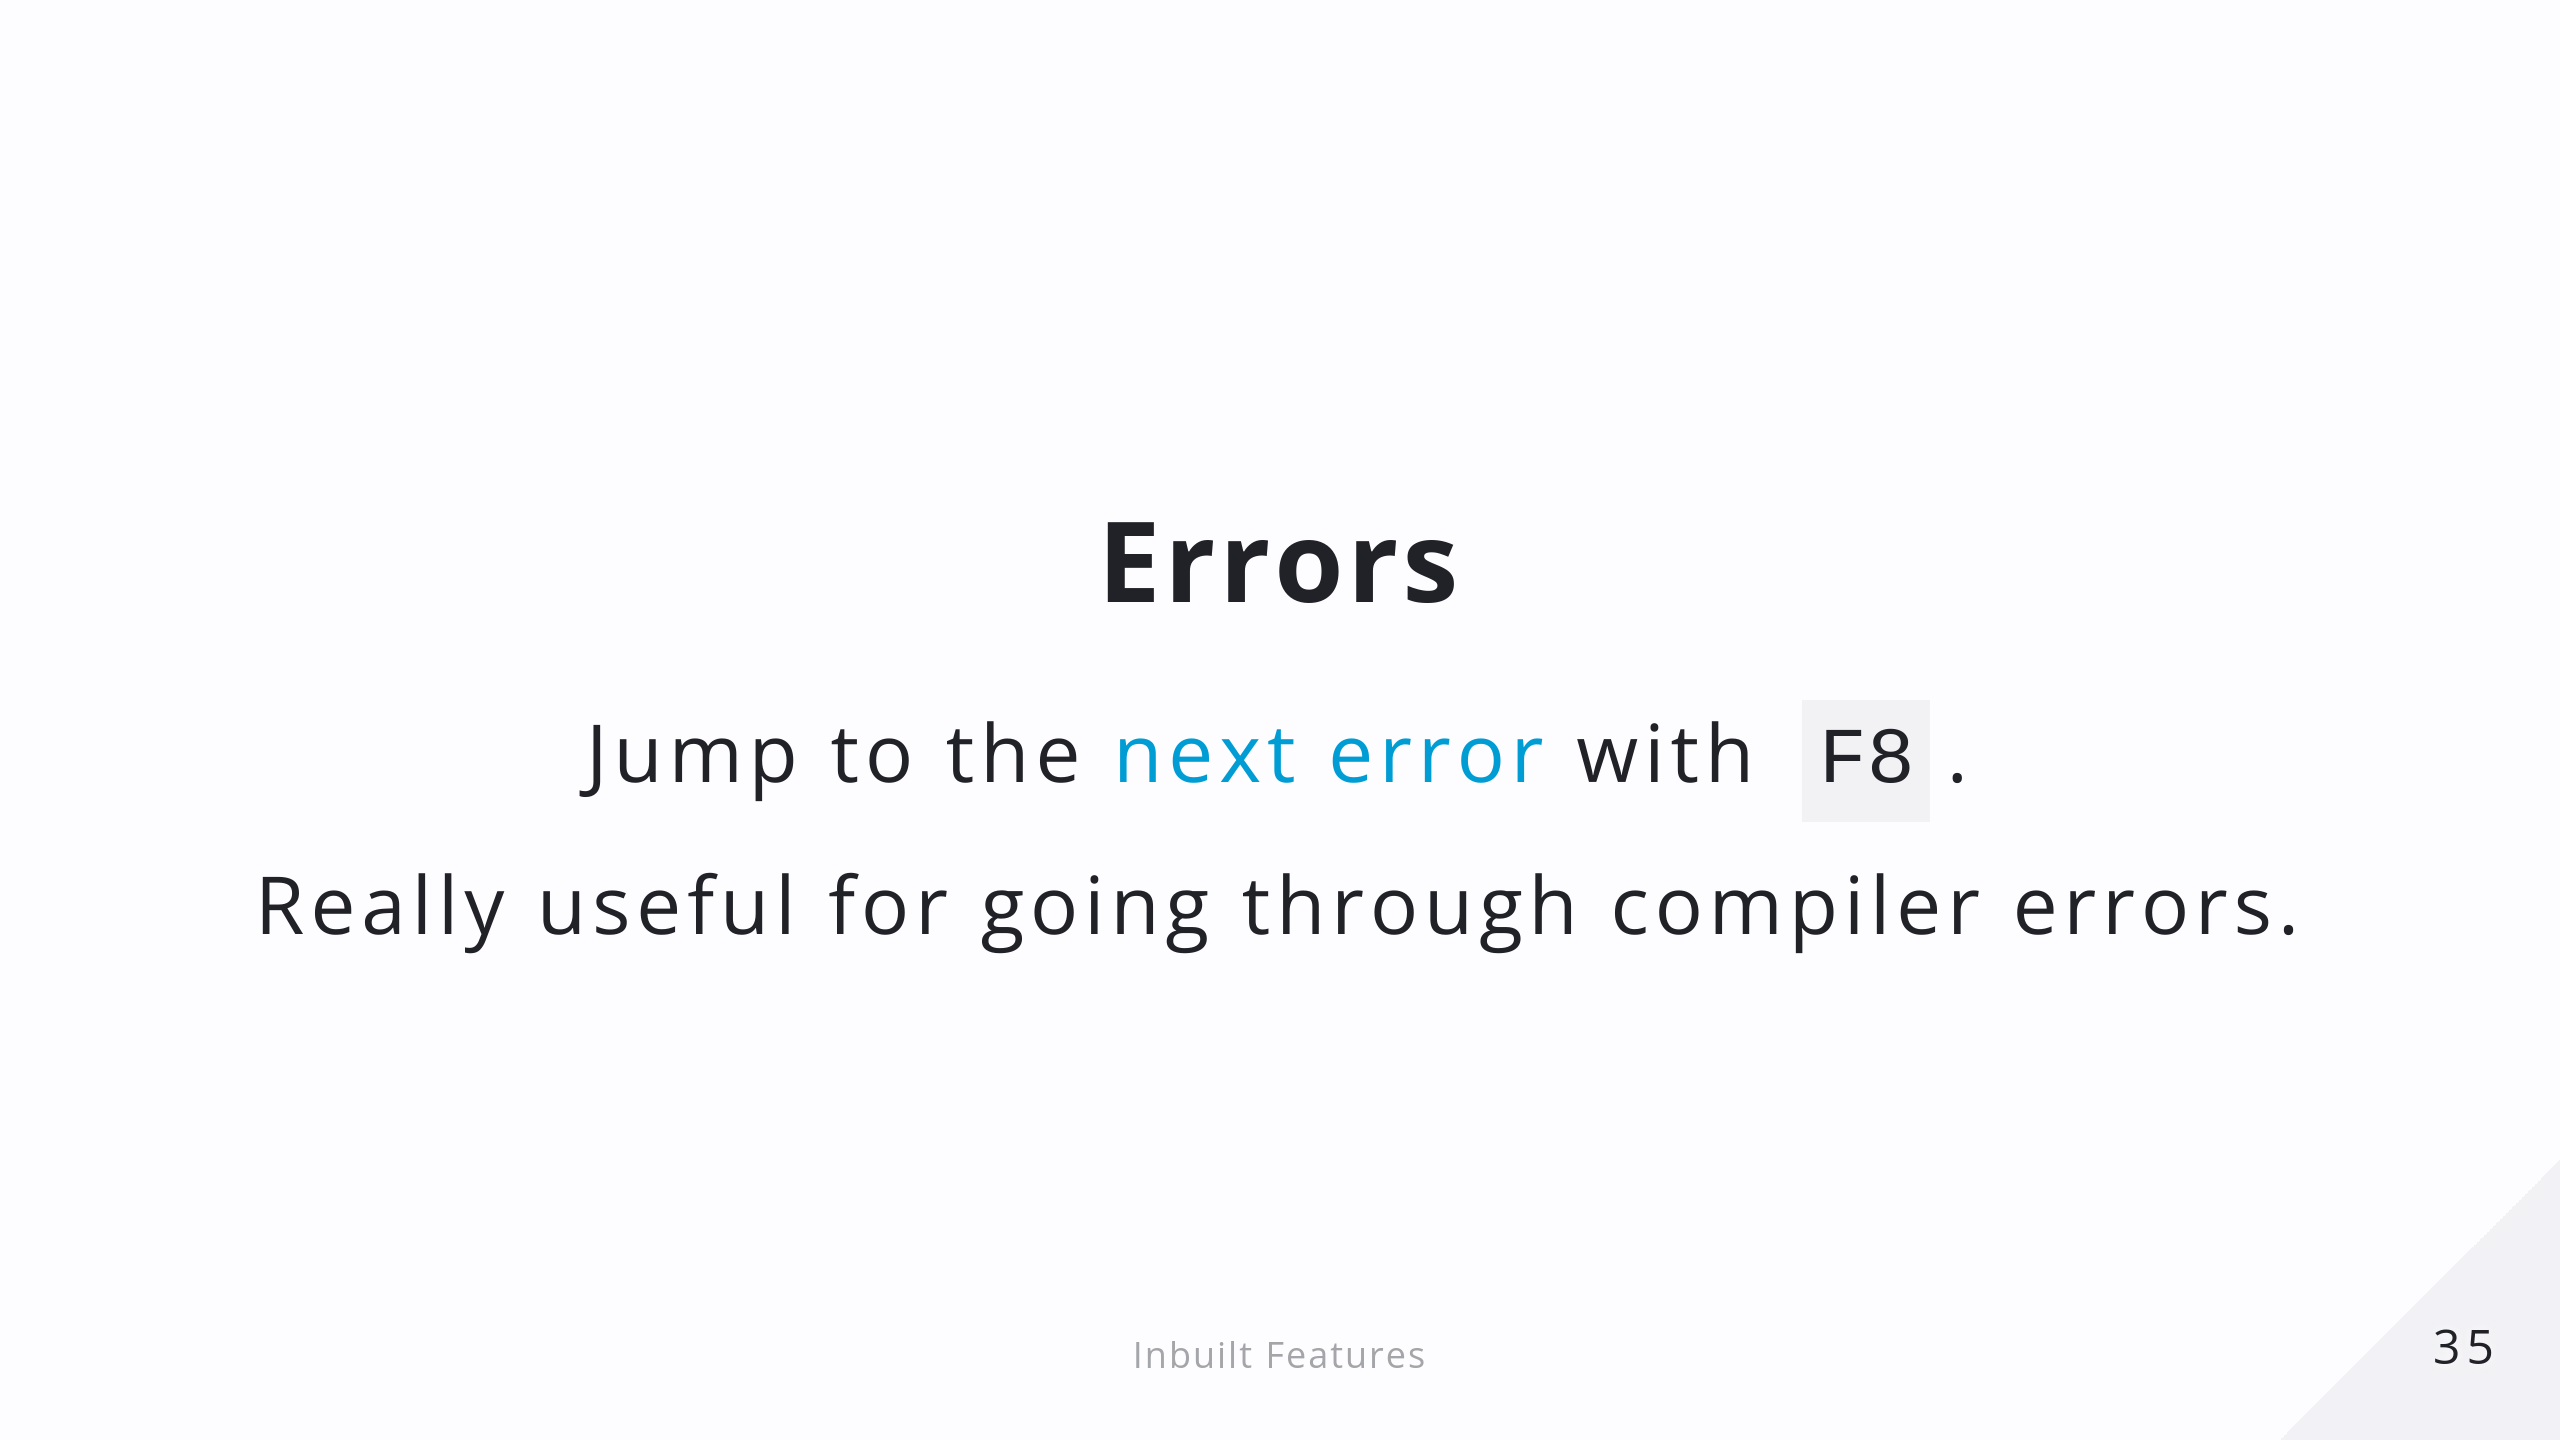 Errors
Jump to the next error with F8.
Really useful for going through compiler errors.
Inbuilt Features
35